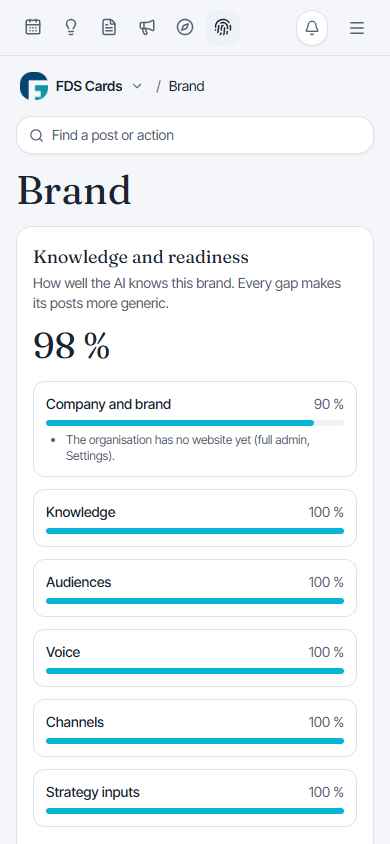 FDS Cards / Brand
Find a post or action
Brand
Knowledge and readiness
How well the AI knows this brand. Every gap makes
its posts more generic.
98 %
Company and brand 90 %
• The organisation has no website yet (full admin,
Settings).
Knowledge 100 %
Audiences 100 %
Voice 100 %
Channels 100 %
Strategy inputs 100 %